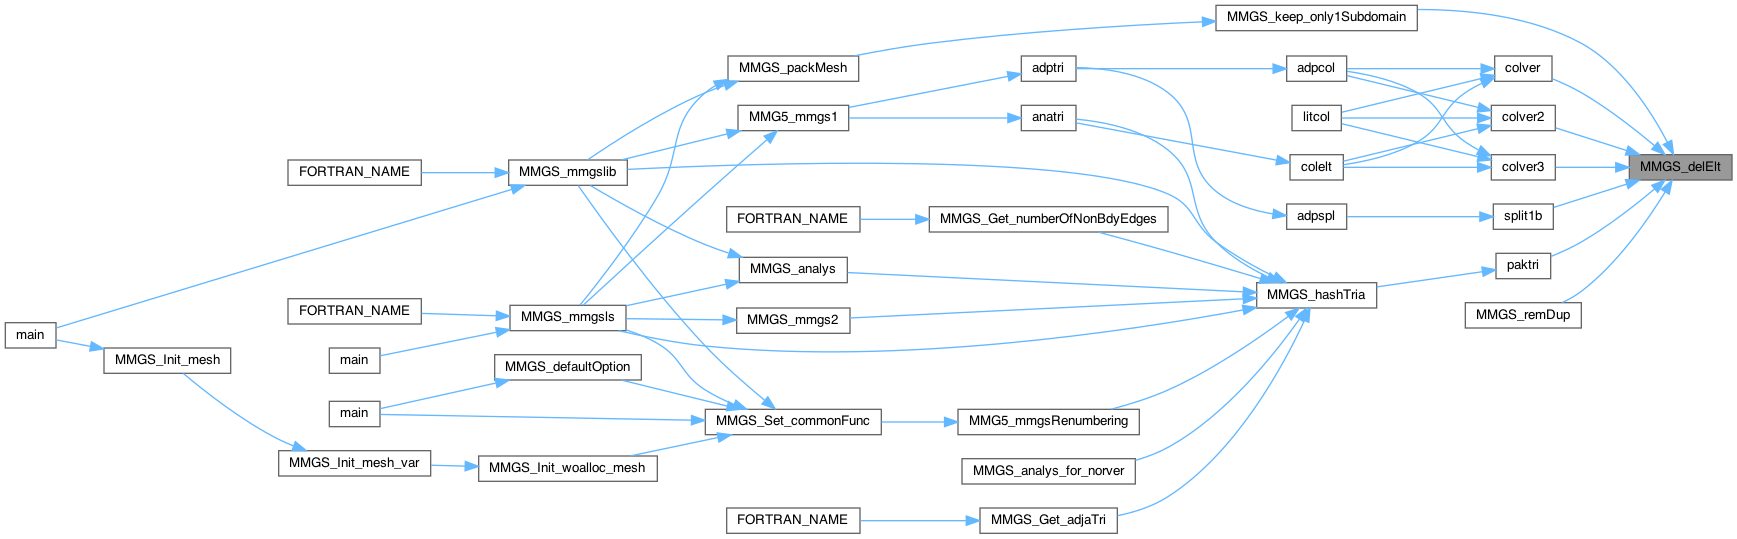 MMGS_keep_only1Subdomain
MMGS_packMesh
adptri
adpcol
colver
MMG5_mmgs1
anatri
litcol
colver2
FORTRAN_NAME
MMGS_mmgslib
colelt
colver3
MMGS_delElt
FORTRAN_NAME
MMGS_Get_numberOfNonBdyEdges
adpspl
split1b
MMGS_analys
paktri
FORTRAN_NAME
MMGS_mmgsls
MMGS_mmgs2
MMGS_hashTria
MMGS_remDup
main
MMGS_Init_mesh
main
MMGS_defaultOption
main
MMGS_Set_commonFunc
MMG5_mmgsRenumbering
MMGS_Init_mesh_var
MMGS_Init_woalloc_mesh
MMGS_analys_for_norver
FORTRAN_NAME
MMGS_Get_adjaTri